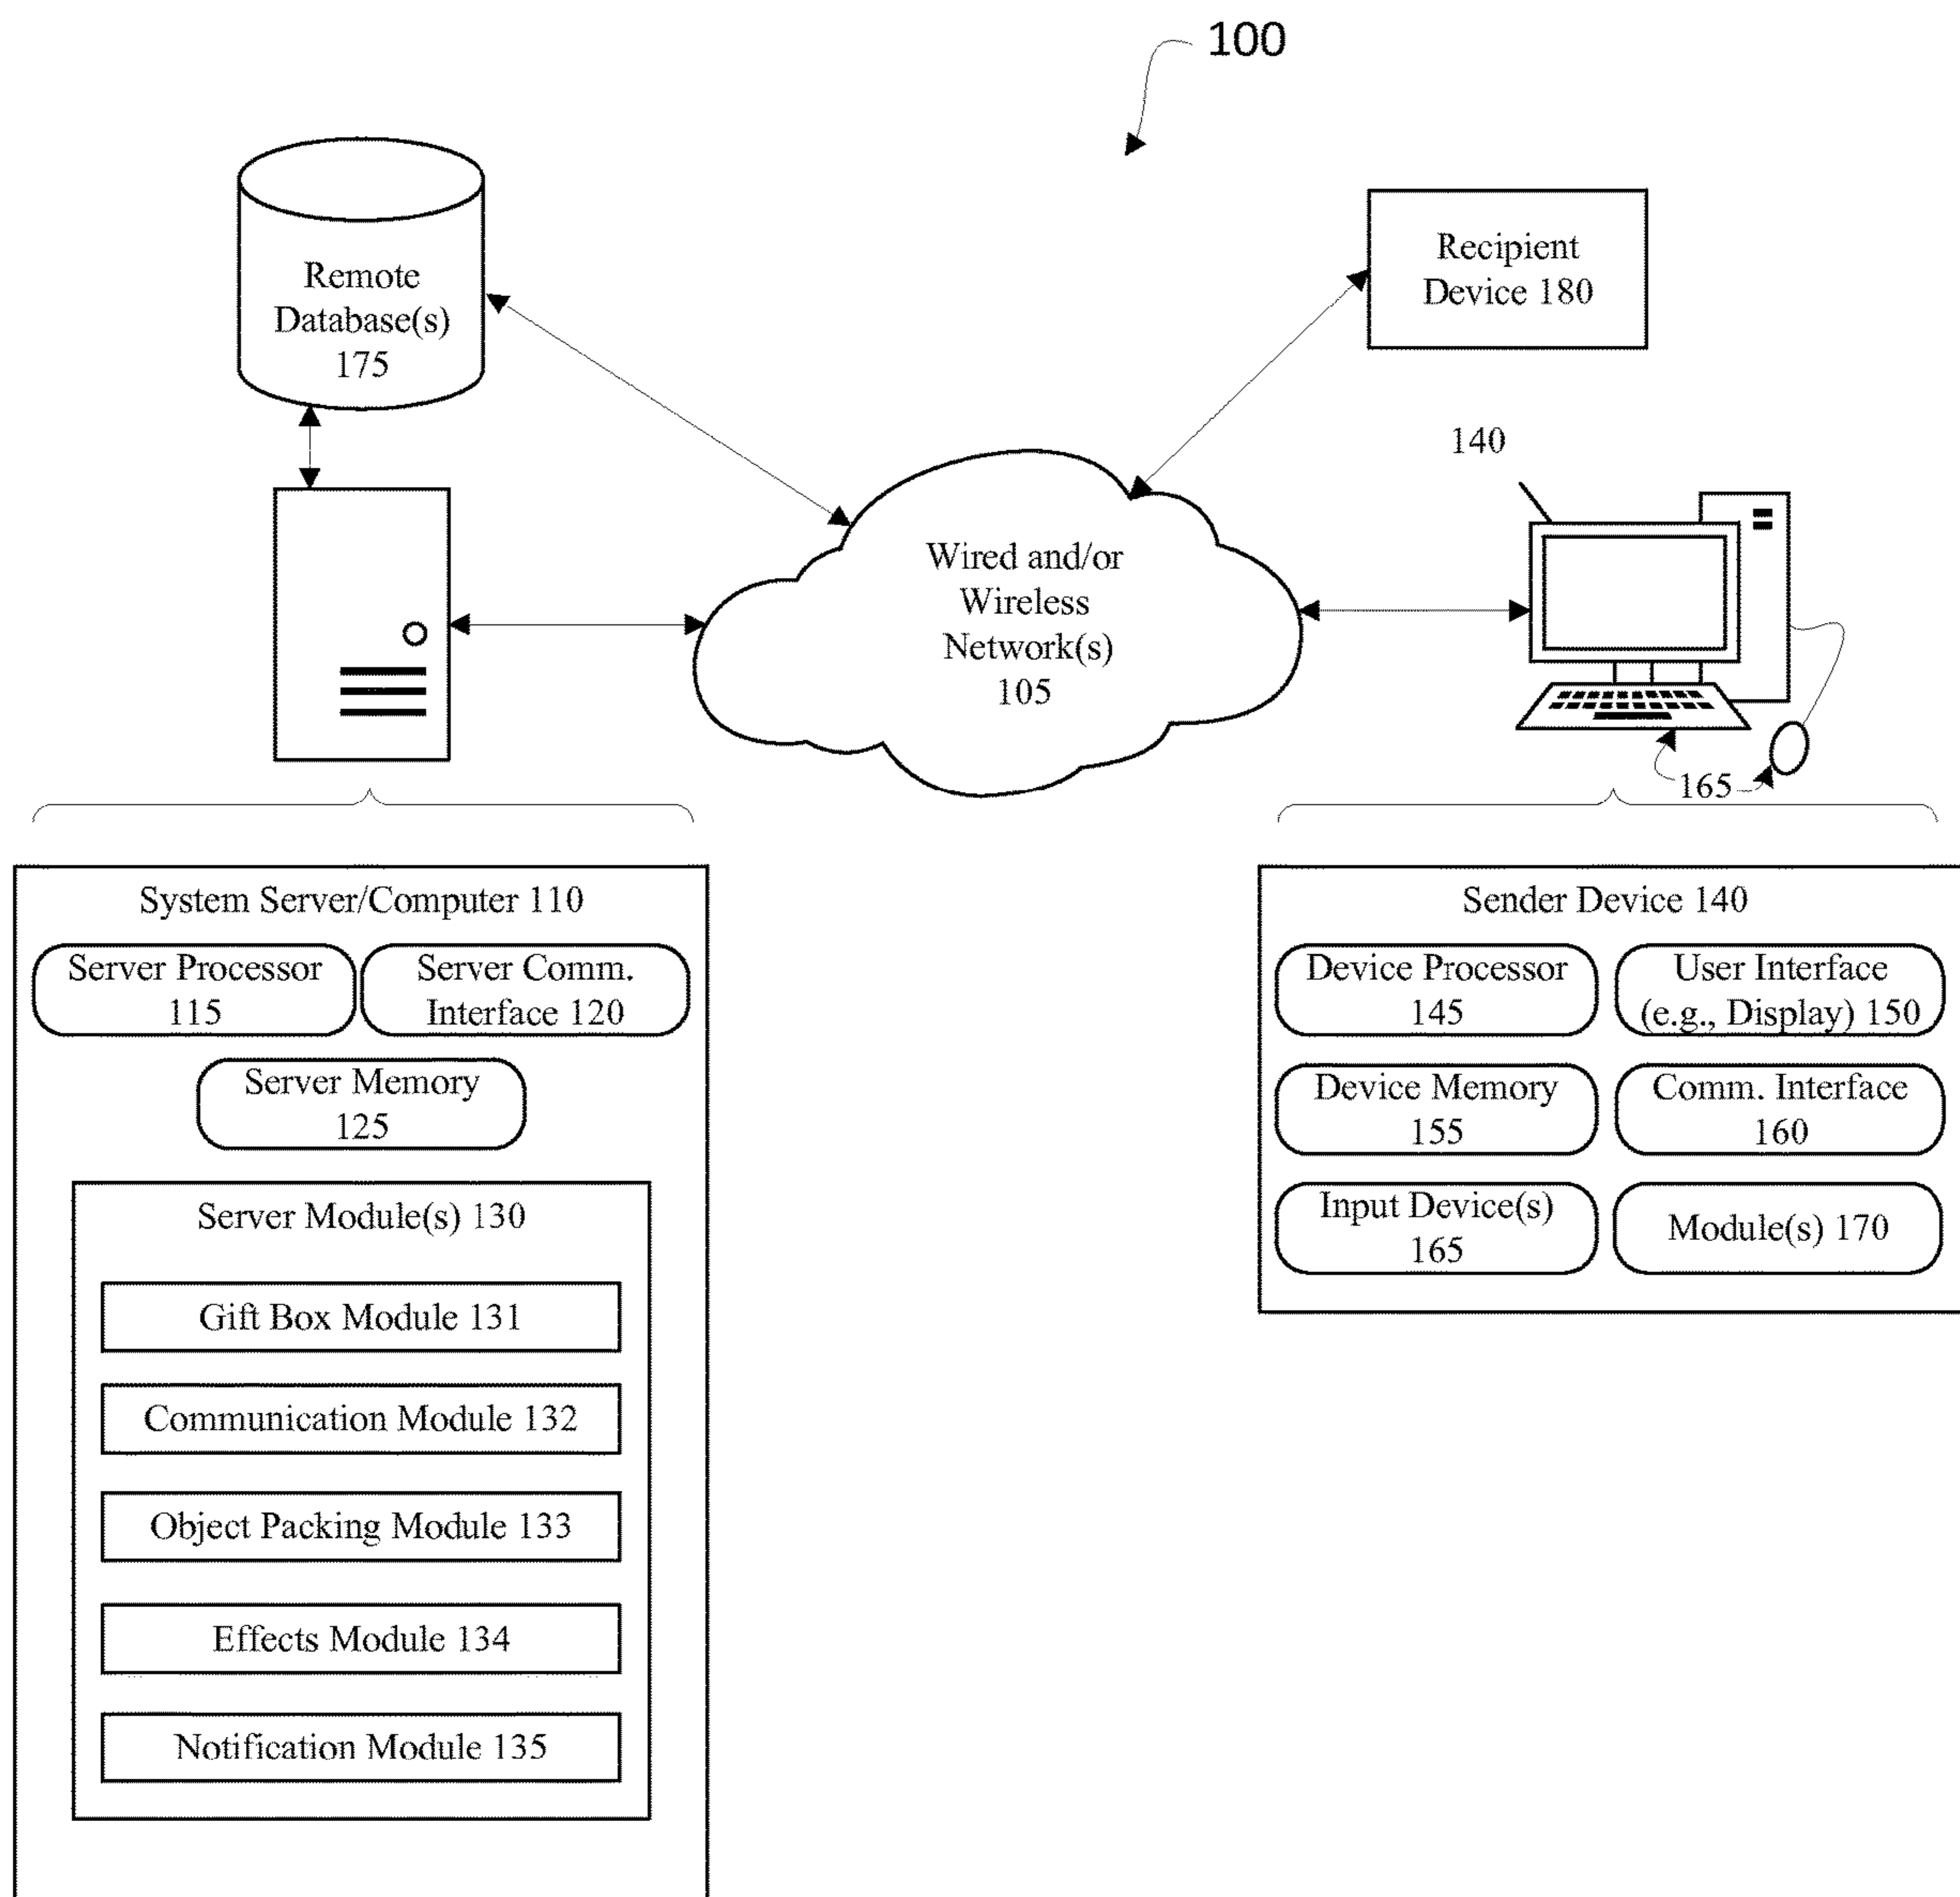 100
Remote
Database(s)
175
Recipient
Device 180
140
Wired and/or
Wireless
Network(s)
105
165
System Server/Computer 110
Server Processor
115
Server Comm.
Interface 120
Server Memory
125
Server Module(s) 130
Gift Box Module 131
Communication Module 132
Object Packing Module 133
Effects Module 134
Notification Module 135
Sender Device 140
Device Processor
145
User Interface
(e.g., Display) 150
Device Memory
155
Comm. Interface
160
Input Device(s)
165
Module(s) 170